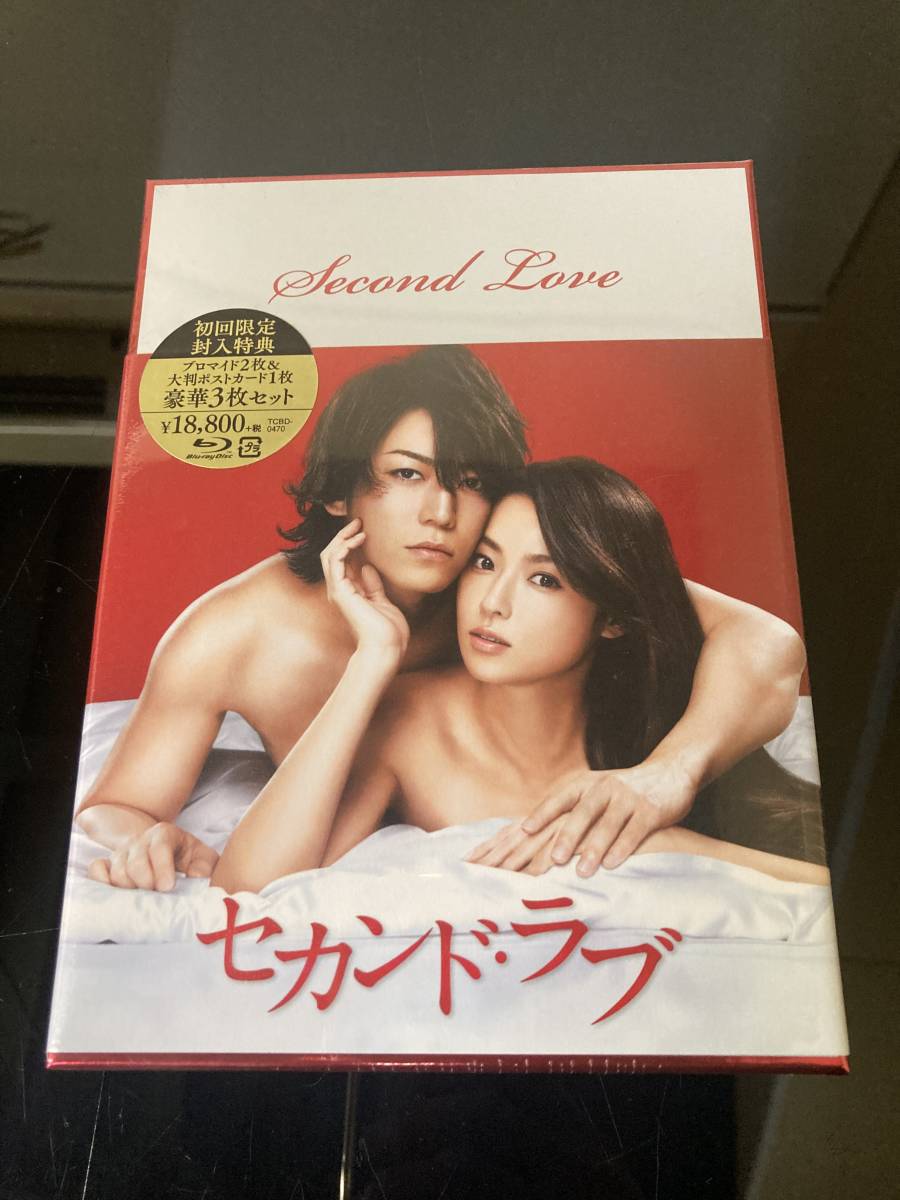 Second Love
初回限定
封入特典
ブロマイド2枚&
大判ポストカード1枚
豪華3枚セット
¥18,800+税 TCBD-0470
Blu-ray Disc
セカンド・ラブ